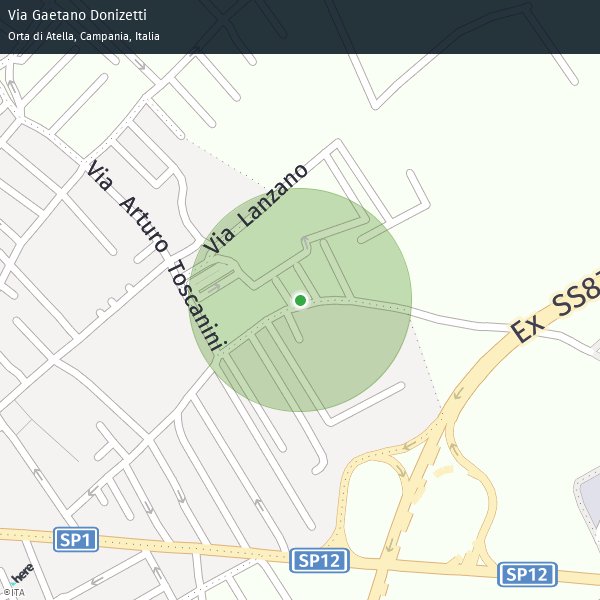 Via Gaetano Donizetti
Orta di Atella, Campania, Italia
Via Arturo Toscanini
Via Lanzano
Ex SS87
SP1
SP12
SP12
here
©ITA